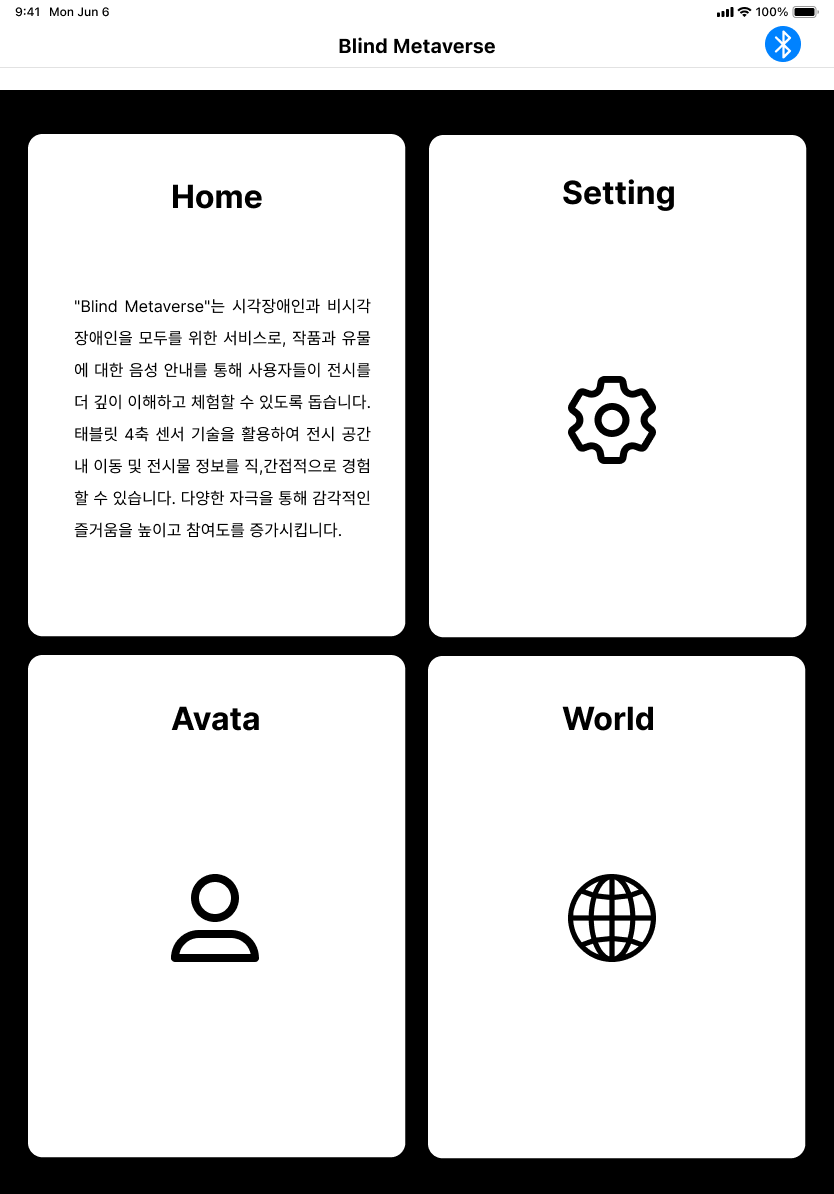 9:41 Mon Jun 6
100%
Blind Metaverse
Home
"Blind Metaverse"는 시각장애인과 비시각
장애인을 모두를 위한 서비스로, 작품과 유물
에 대한 음성 안내를 통해 사용자들이 전시를
더 깊이 이해하고 체험할 수 있도록 돕습니다.
태블릿 4축 센서 기술을 활용하여 전시 공간
내 이동 및 전시물 정보를 직,간접적으로 경험
할 수 있습니다. 다양한 자극을 통해 감각적인
즐거움을 높이고 참여도를 증가시킵니다.
Setting
Avata
World